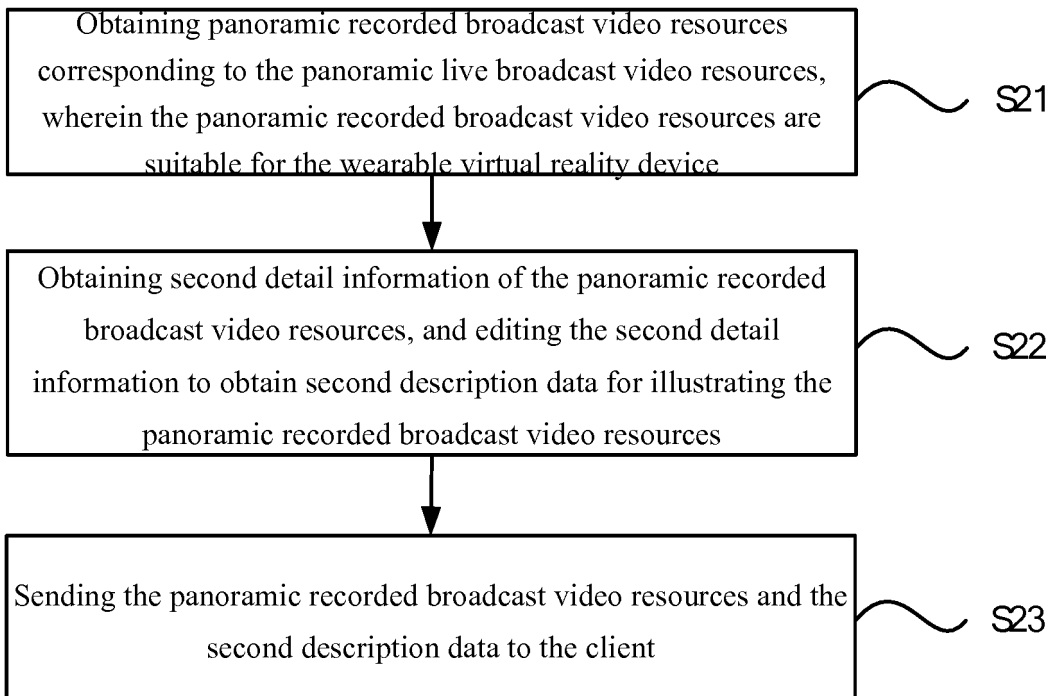 Obtaining panoramic recorded broadcast video resources
corresponding to the panoramic live broadcast video resources,
wherein the panoramic recorded broadcast video resources are
suitable for the wearable virtual reality device
S21
Obtaining second detail information of the panoramic recorded
broadcast video resources, and editing the second detail
information to obtain second description data for illustrating the
panoramic recorded broadcast video resources
S22
Sending the panoramic recorded broadcast video resources and the
second description data to the client
S23